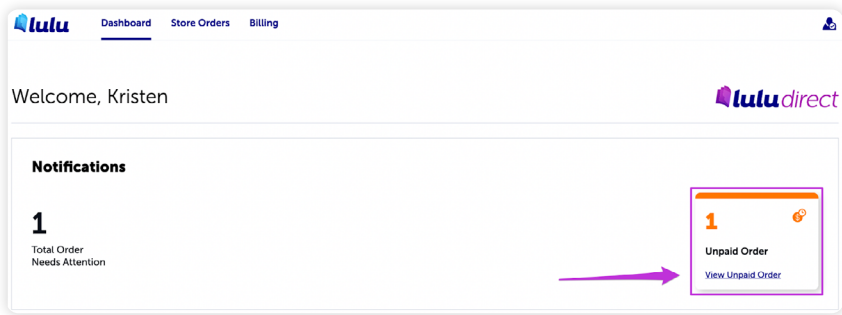 lulu Dashboard Store Orders Billing
Welcome, Kristen
lulu direct
Notifications
1
Total Order
Needs Attention
1
Unpaid Order
View Unpaid Order